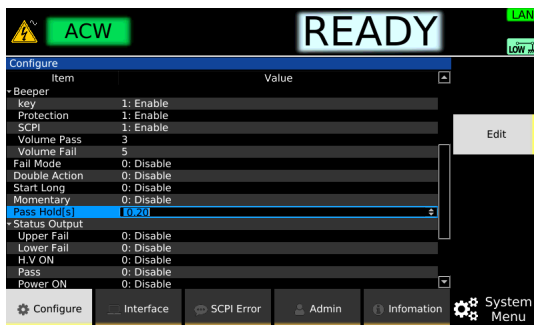 ACW
READY
LAN
LOW
Configure
Item Value
Beeper
key 1: Enable
Protection 1: Enable
SCPI 1: Enable
Volume Pass 3
Volume Fail 5
Fail Mode 0: Disable
Double Action 0: Disable
Start Long 0: Disable
Momentary 0: Disable
Pass Hold[s] 0.20
Status Output
Upper Fail 0: Disable
Lower Fail 0: Disable
H.V ON 0: Disable
Pass 0: Disable
Power ON 0: Disable
Edit
Configure
Interface
SCPI Error
Admin
Infomation
System
Menu